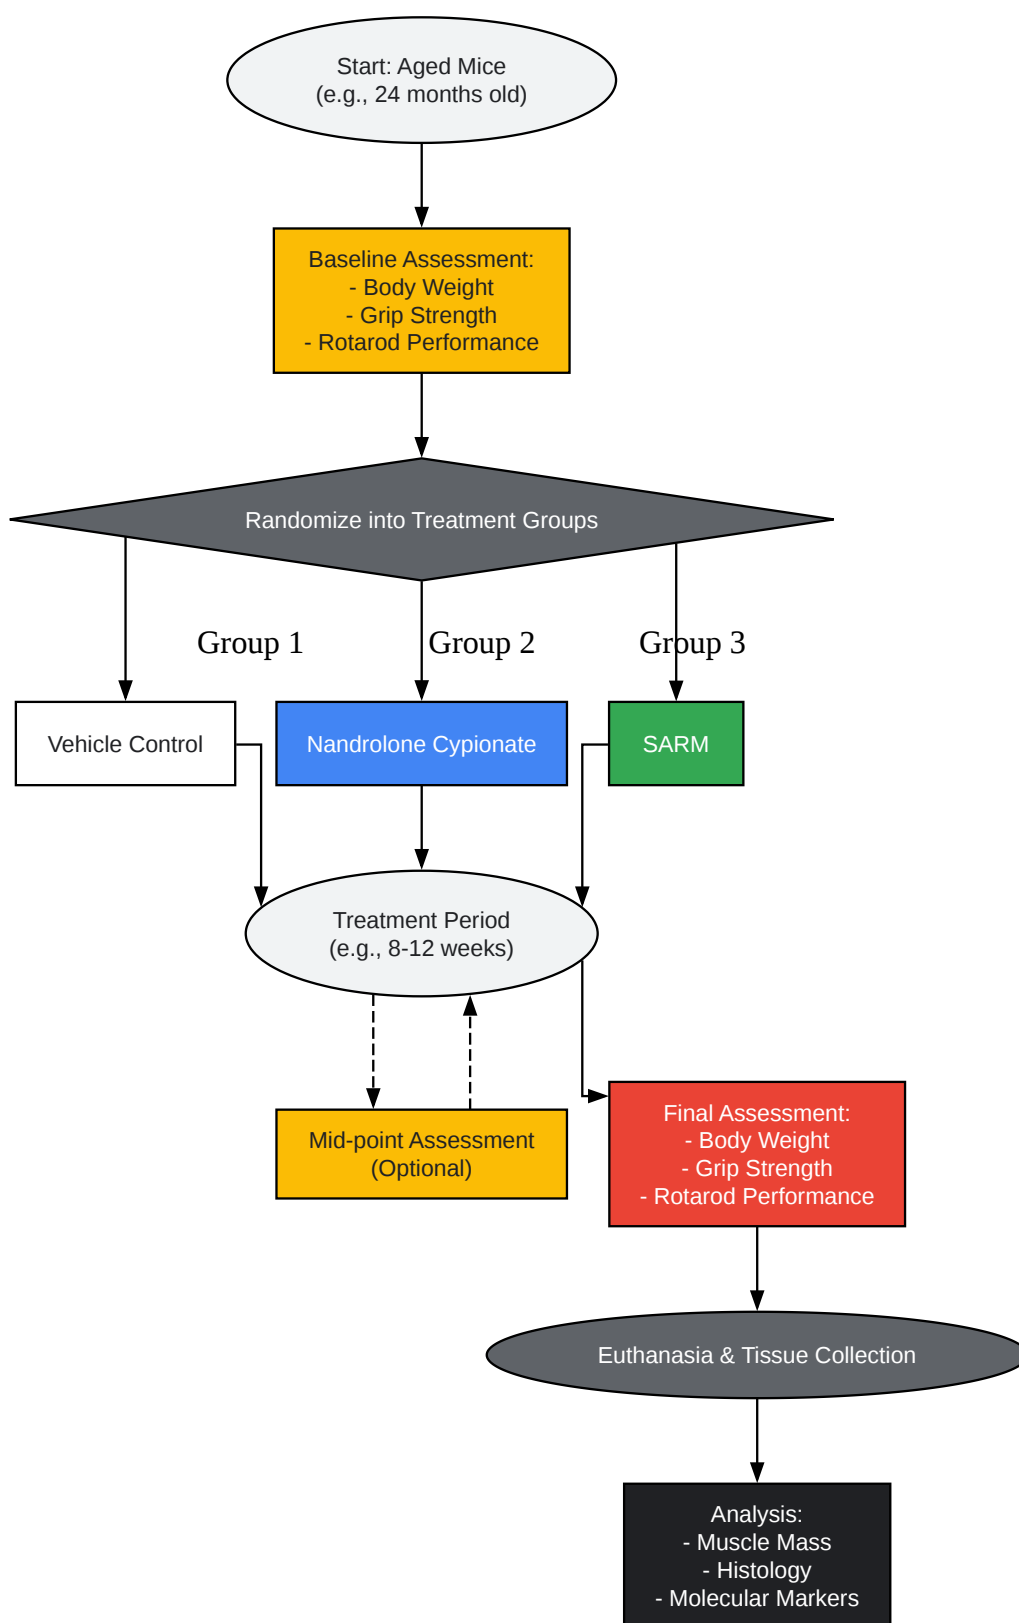 Start: Aged Mice
(e.g., 24 months old)
Baseline Assessment:
- Body Weight
- Grip Strength
- Rotarod Performance
Randomize into Treatment Groups
Group 1
Group 2
Group 3
Vehicle Control
Nandrolone Cypionate
SARM
Treatment Period
(e.g., 8-12 weeks)
Mid-point Assessment
(Optional)
Final Assessment:
- Body Weight
- Grip Strength
- Rotarod Performance
Euthanasia & Tissue Collection
Analysis:
- Muscle Mass
- Histology
- Molecular Markers